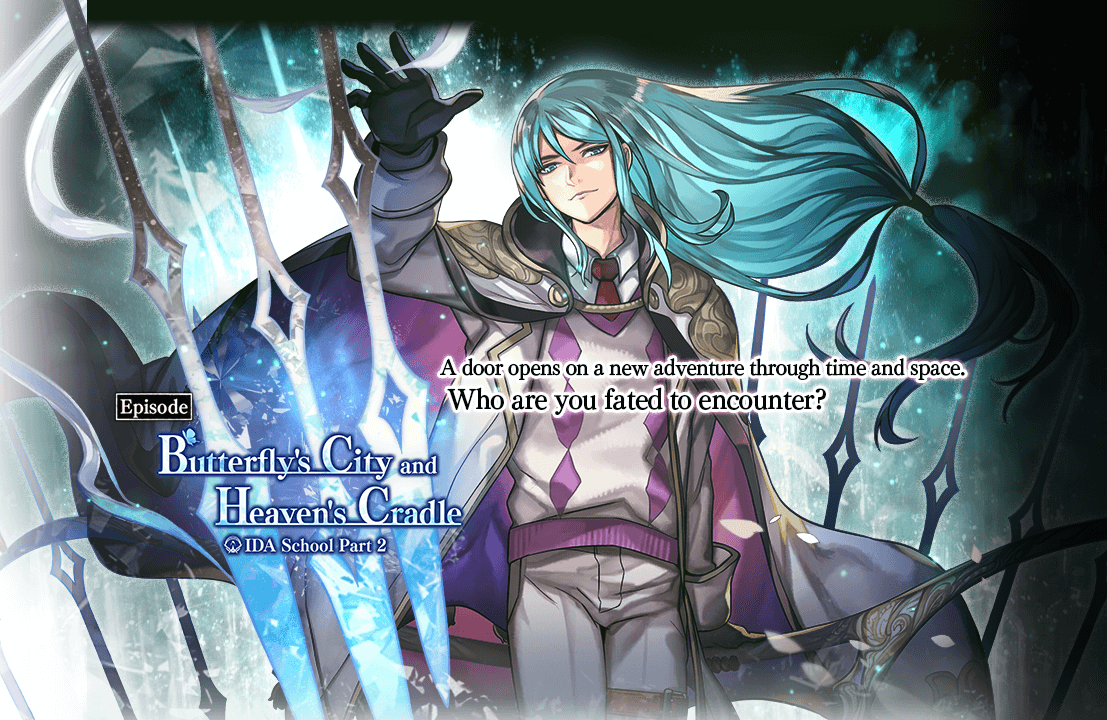 A door opens on a new adventure through time and space.
Who are you fated to encounter?
Episode
Butterfly's City and
Heaven's Cradle
IDA School Part 2